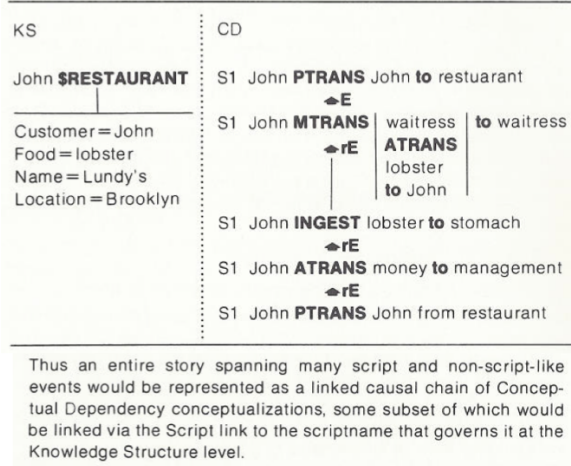 KS
CD
John $RESTAURANT
Customer=John
Food=lobster
Name=Lundy's
Location=Brooklyn
S1 John PTRANS John to restuarant
E
S1 John MTRANS waitress to waitress
rE ATRANS
lobster
to John
S1 John INGEST lobster to stomach
rE
S1 John ATRANS money to management
rE
S1 John PTRANS John from restaurant
Thus an entire story spanning many script and non-script-like
events would be represented as a linked causal chain of Concep-
tual Dependency conceptualizations, some subset of which would
be linked via the Script link to the scriptname that governs it at the
Knowledge Structure level.